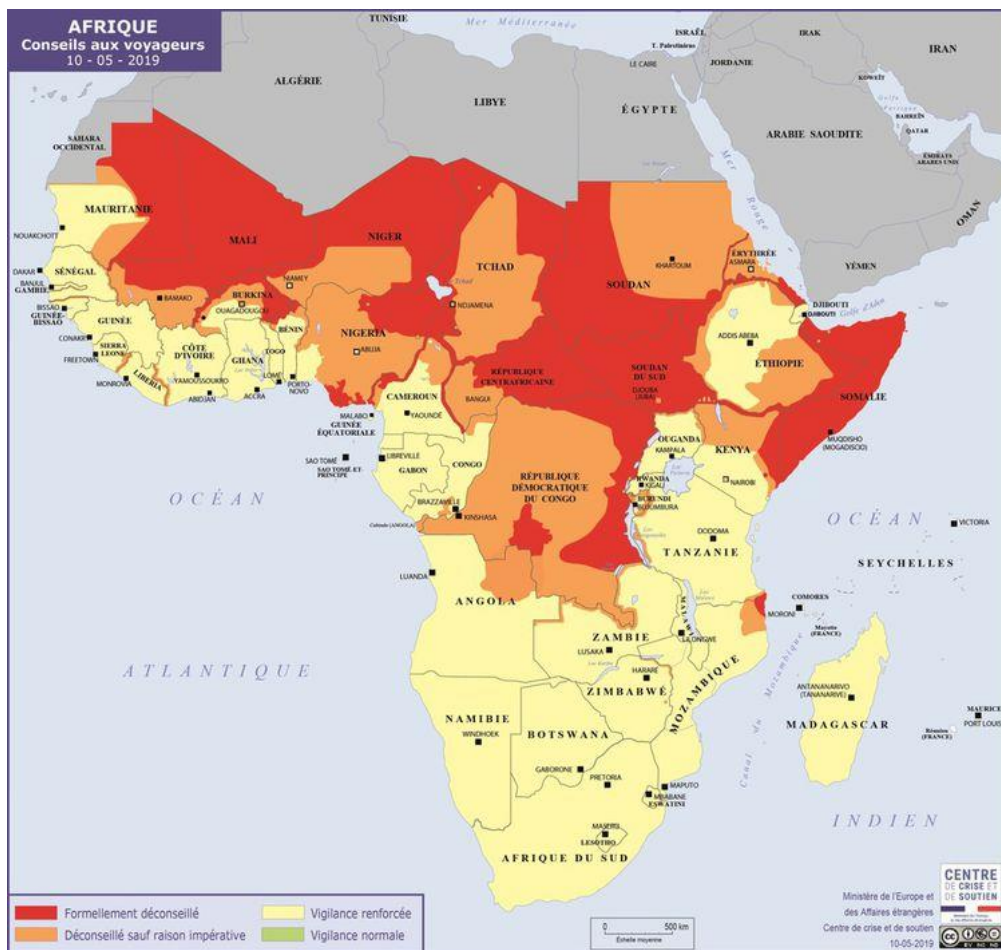 AFRIQUE
Conseils aux voyageurs
10 - 05 - 2019
Mer Méditerranée
TUNISIE
ISRAËL
T. Palestiniens
IRAK
IRAN
JORDANIE
LE CAIRE
KOWEÏT
ALGÉRIE
LIBYE
ÉGYPTE
Golfe
BAHREÏN
QATAR
ARABIE SAOUDITE
ÉMIRATS
ARABES UNIS
SAHARA
OCCIDENTAL
Mer Rouge
OMAN
MAURITANIE
NOUAKCHOTT
MALI
NIGER
TCHAD
KHARTOUM
ÉRYTHRÉE
ASMARA
YÉMEN
DAKAR
SÉNÉGAL
BANJUL
GAMBIE
BAMAKO
NIAMEY
Tchad
SOUDAN
BISSAO
GUINÉE-
BISSAO
BURKINA
OUAGADOUGOU
NDJAMENA
DJIBOUTI
DJIBOUTI
Golfe d'Aden
GUINÉE
BÉNIN
NIGERIA
CONAKRY
SIERRA
LEONE
FREETOWN
CÔTE
D'IVOIRE
GHANA
TOGO
ABUJA
ADDIS ABEBA
ÉTHIOPIE
YAMOUSSOUKRO
LOMÉ
RÉPUBLIQUE
CENTRAFRICAINE
SOUDAN
DU SUD
MONROVIA
LIBERIA
ABIDJAN
ACCRA
PORTO-
NOVO
CAMEROUN
BANGUI
DJOUBA
(JUBA)
SOMALIE
MALABO
YAOUNDÉ
GUINÉE
ÉQUATORIALE
OUGANDA
KAMPALA
KENYA
MUQDISHO
(MOGADISCIO)
SAO TOMÉ
SAO TOMÉ-ET-
PRINCIPE
LIBREVILLE
GABON
CONGO
RÉPUBLIQUE
DÉMOCRATIQUE
DU CONGO
RWANDA
KIGALI
NAIROBI
BURUNDI
BUJUMBURA
OCÉAN
BRAZZAVILLE
KINSHASA
Cabinda (ANGOLA)
DODOMA
TANZANIE
OCÉAN
VICTORIA
SEYCHELLES
LUANDA
ANGOLA
COMORES
MORONI
Mayotte
(FRANCE)
MALAWI
LILONGWE
ZAMBIE
LUSAKA
ATLANTIQUE
HARARE
ZIMBABWÉ
MOZAMBIQUE
Canal du Mozambique
ANTANANARIVO
(TANANARIVE)
MADAGASCAR
MAURICE
PORT LOUIS
Réunion
(FRANCE)
NAMIBIE
WINDHOEK
BOTSWANA
GABORONE
PRETORIA
MAPUTO
MBABANE
ESWATINI
INDIEN
MASERU
LESOTHO
AFRIQUE DU SUD
Formellement déconseillé
Déconseillé sauf raison impérative
Vigilance renforcée
Vigilance normale
0
500 km
Echelle moyenne
Ministère de l'Europe et
des Affaires étrangères
Centre de crise et de soutien
10-05-2019
CENTRE
DE CRISE ET
DE SOUTIEN